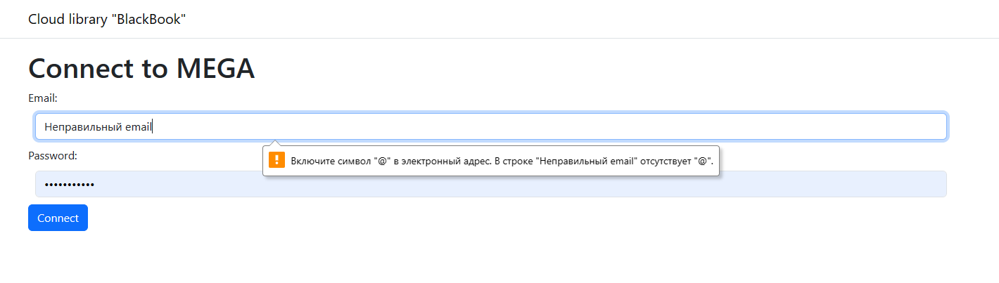 Cloud library "BlackBook"
Connect to MEGA
Email:
Неправильный email
Password:
Включите символ "@" в электронный адрес. В строке "Неправильный email" отсутствует "@".
•••••••••••
Connect